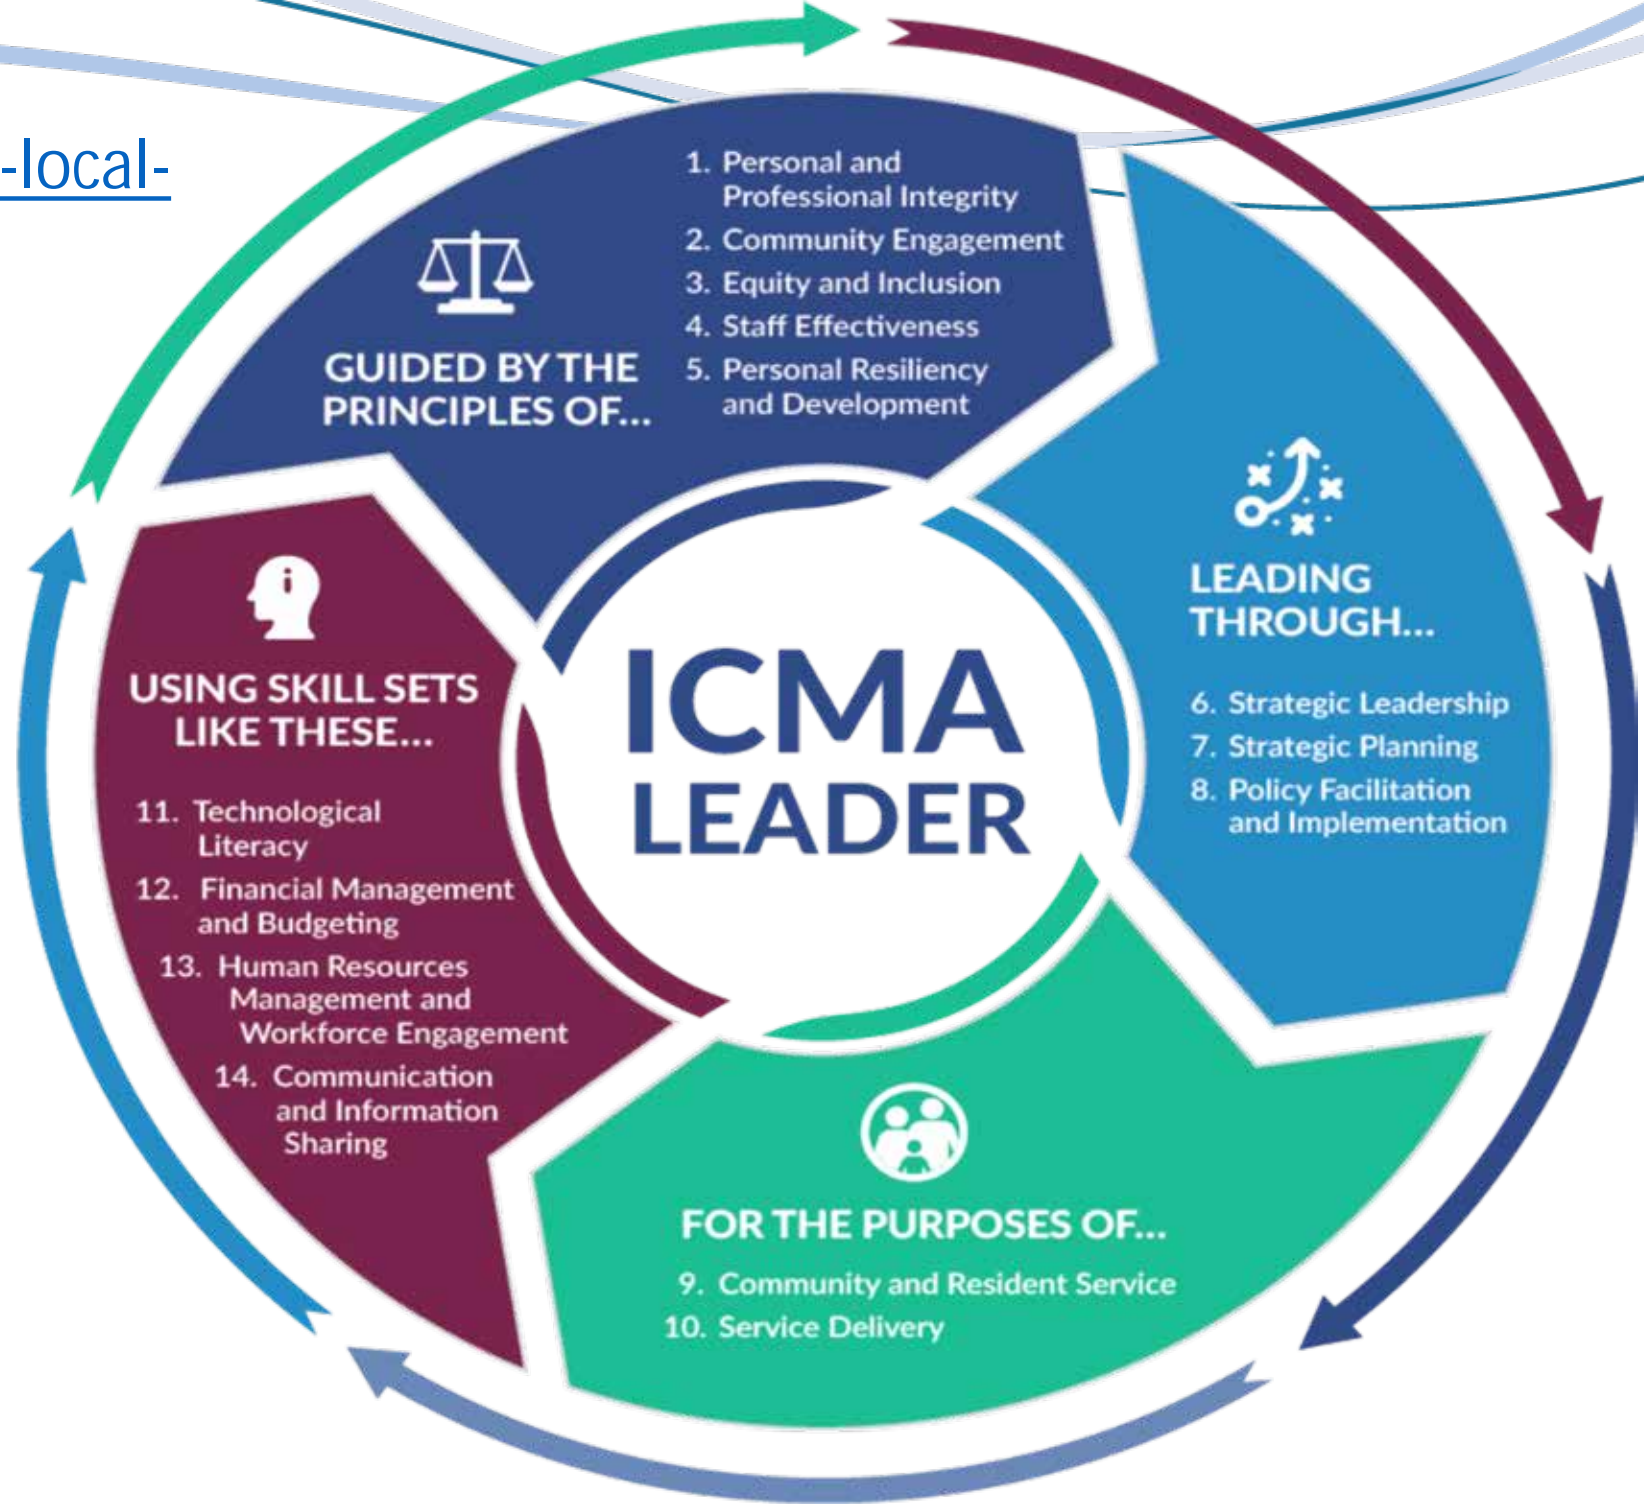 -local-
GUIDED BY THE
PRINCIPLES OF...
1. Personal and
Professional Integrity
2. Community Engagement
3. Equity and Inclusion
4. Staff Effectiveness
5. Personal Resiliency
and Development
LEADING
THROUGH...
6. Strategic Leadership
7. Strategic Planning
8. Policy Facilitation
and Implementation
FOR THE PURPOSES OF...
9. Community and Resident Service
10. Service Delivery
USING SKILL SETS
LIKE THESE...
11. Technological
Literacy
12. Financial Management
and Budgeting
13. Human Resources
Management and
Workforce Engagement
14. Communication
and Information
Sharing
ICMA
LEADER
i